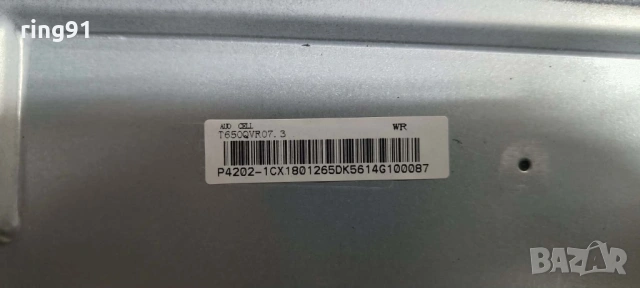 ring91
AUO CELL
T650QVR07.3
WR
P4202-1CX1801265DK5614G100087
BAZAR